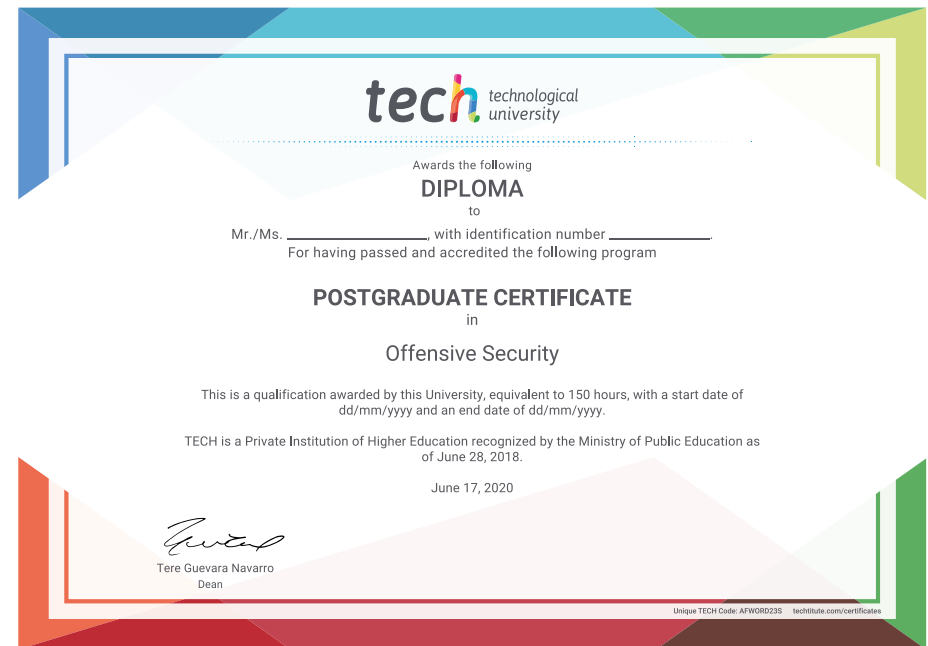 tech technological
university
Awards the following
DIPLOMA
to
Mr./Ms. ____________________, with identification number ______________.
For having passed and accredited the following program
POSTGRADUATE CERTIFICATE
in
Offensive Security
This is a qualification awarded by this University, equivalent to 150 hours, with a start date of
dd/mm/yyyy and an end date of dd/mm/yyyy.
TECH is a Private Institution of Higher Education recognized by the Ministry of Public Education as
of June 28, 2018.
June 17, 2020
Tere Guevara Navarro
Dean
Unique TECH Code: AFWORD23S techtitute.com/certificates